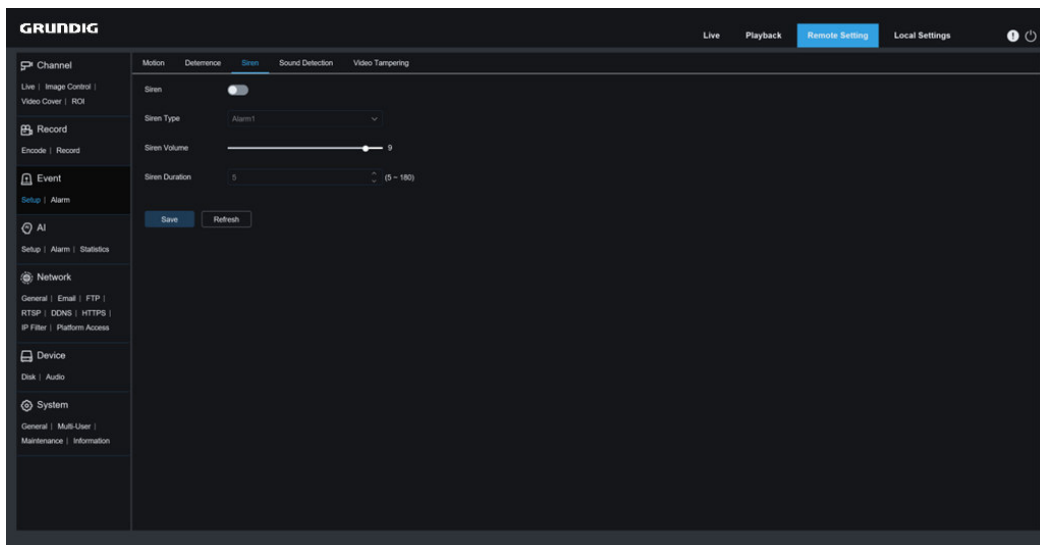 GRUNDIG
Live Playback Remote Setting Local Settings
Channel
Live | Image Control |
Video Cover | ROI
Record
Encode | Record
Event
Setup | Alarm
AI
Setup | Alarm | Statistics
Network
General | Email | FTP |
RTSP | DDNS | HTTPS |
IP Filter | Platform Access
Device
Disk | Audio
System
General | Multi-User |
Maintenance | Information
Motion Deterrence Siren Sound Detection Video Tampering
Siren
Siren Type Alarm1
Siren Volume 9
Siren Duration 5 (5 ~ 180)
Save Refresh